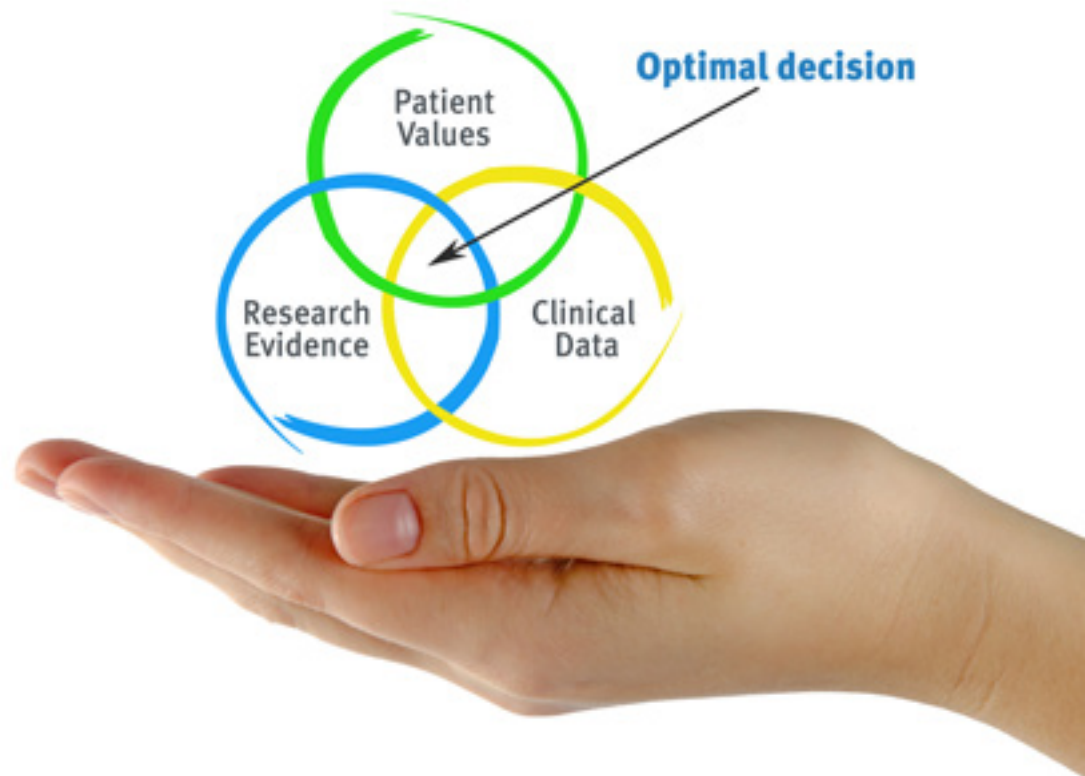 Optimal decision
Patient
Values
Research
Evidence
Clinical
Data